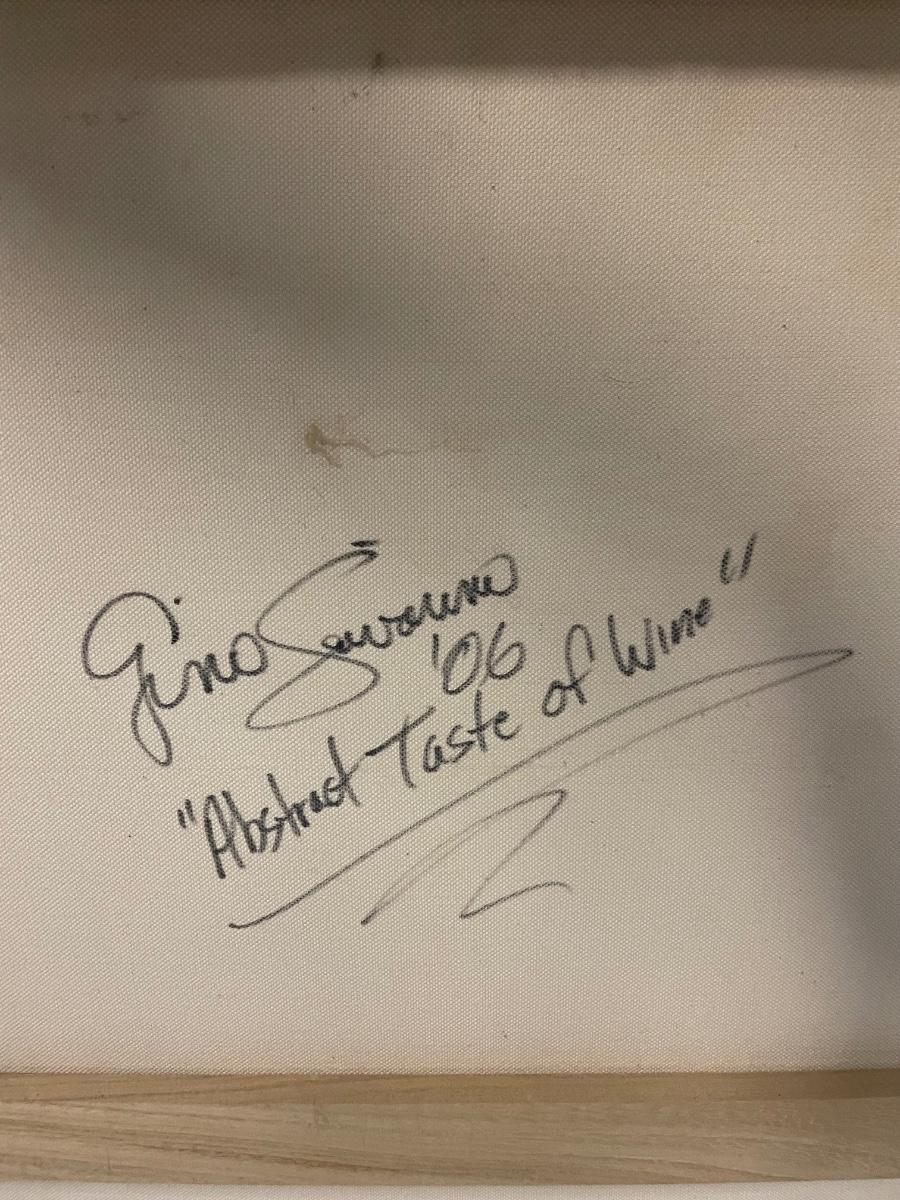 Gino Savarino
'06
"Abstract Taste of Wine"